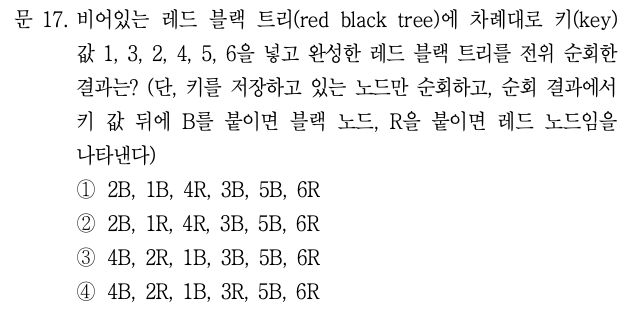 문 17. 비어있는 레드 블랙 트리(red black tree)에 차례대로 키(key)
값 1, 3, 2, 4, 5, 6을 넣고 완성한 레드 블랙 트리를 전위 순회한
결과는? (단, 키를 저장하고 있는 노드만 순회하고, 순회 결과에서
키 값 뒤에 B를 붙이면 블랙 노드, R을 붙이면 레드 노드임을
나타낸다)
① 2B, 1B, 4R, 3B, 5B, 6R
② 2B, 1R, 4R, 3B, 5B, 6R
③ 4B, 2R, 1B, 3B, 5B, 6R
④ 4B, 2R, 1B, 3R, 5B, 6R